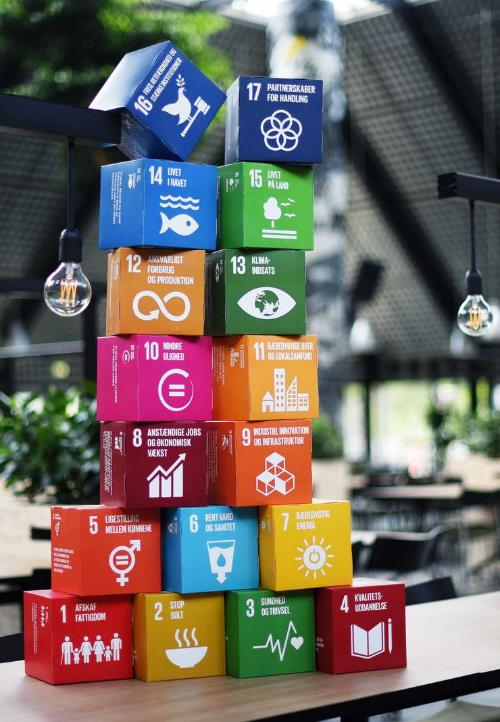 16 FRED, RETFÆRDIGHED OG
STÆRKE INSTITUTIONER
17 PARTNERSKABER
FOR HANDLING
14 LIVET
I HAVET
15 LIVET
PÅ LAND
12 ANSVARLIGT
FORBRUG
OG PRODUKTION
13 KLIMA-
INDSATS
10 MINDRE
ULIGHED
11 BÆREDYGTIGE BYER
OG LOKALSAMFUND
8 ANSTÆNDIGE JOBS
OG ØKONOMISK
VÆKST
9 INDUSTRI, INNOVATION
OG INFRASTRUKTUR
5 LIGESTILLING
MELLEM KØNNENE
6 RENT VAND
OG SANITET
7 BÆREDYGTIG
ENERGI
1 AFSKAF
FATTIGDOM
2 STOP
SULT
3 SUNDHED
OG TRIVSEL
4 KVALITETS-
UDDANNELSE